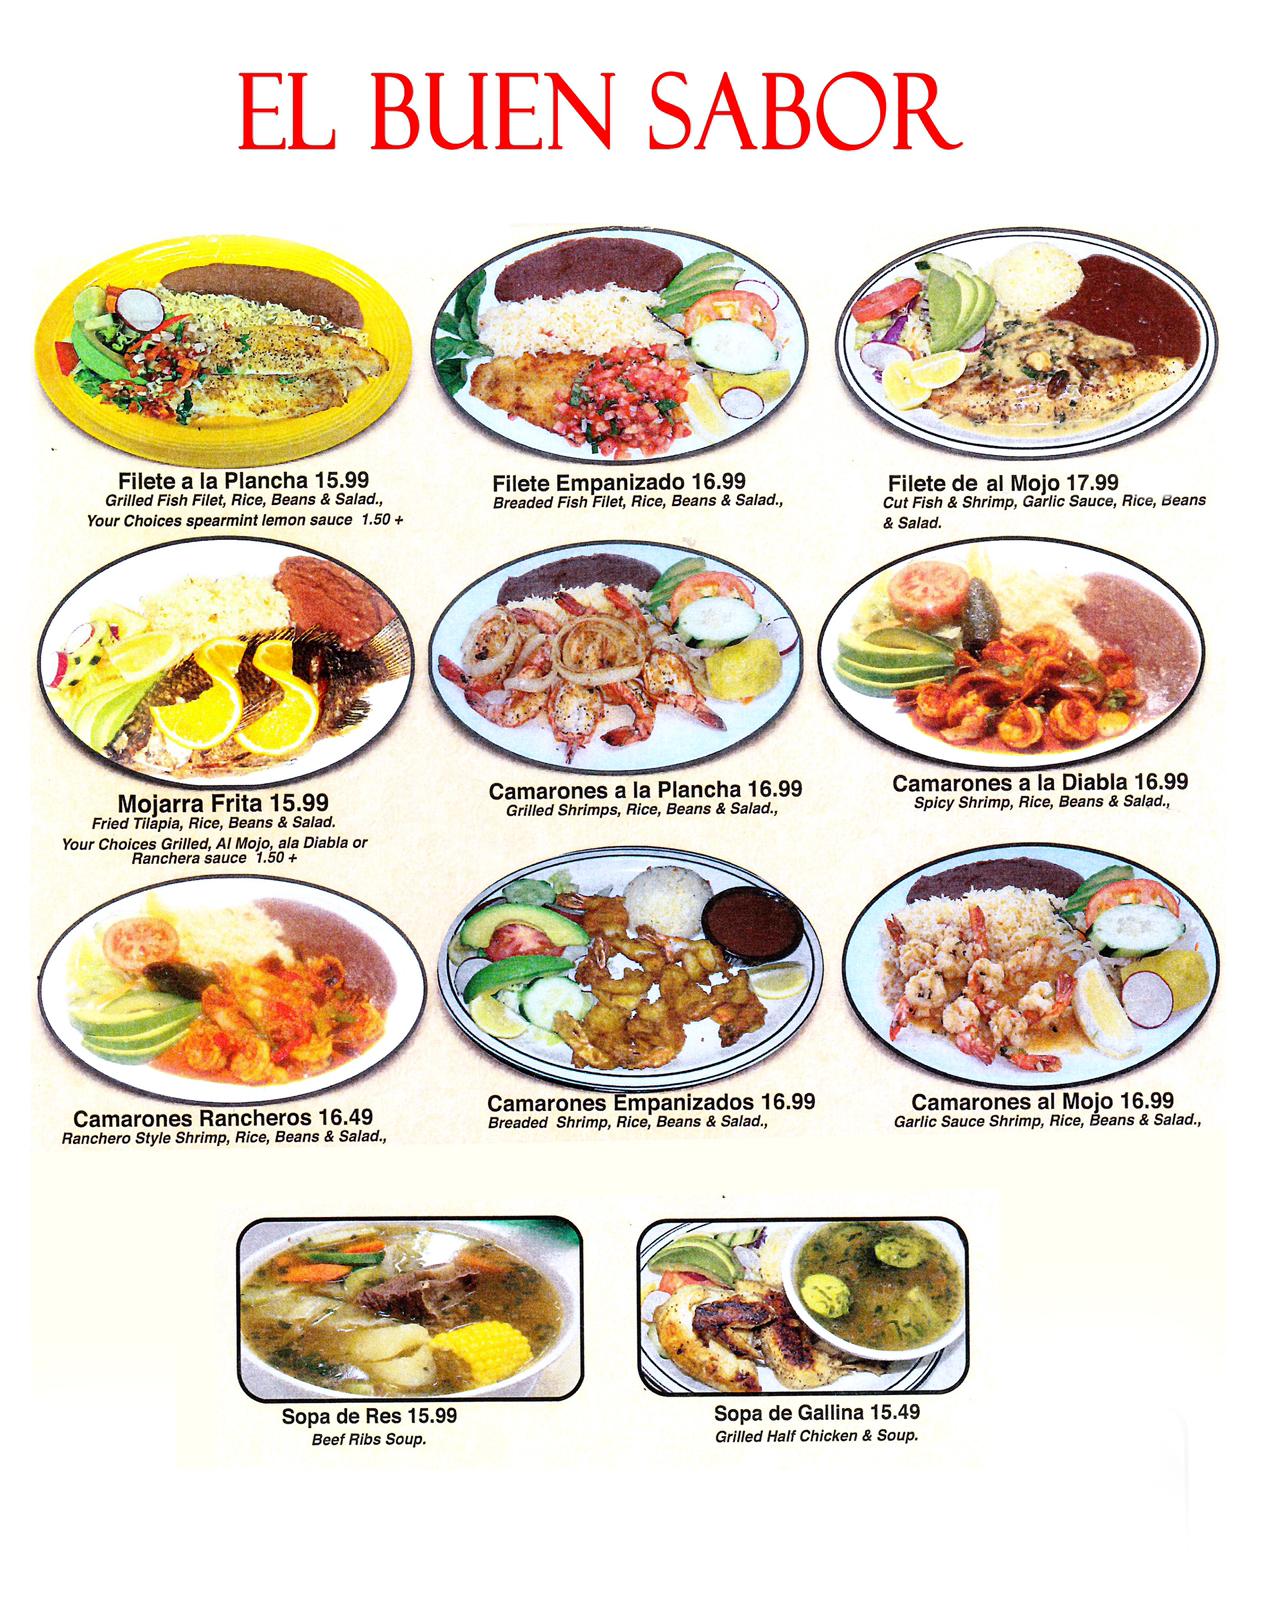 EL BUEN SABOR
Filete a la Plancha 15.99
Grilled Fish Filet, Rice, Beans & Salad.,
Your Choices spearmint lemon sauce 1.50 +
Filete Empanizado 16.99
Breaded Fish Filet, Rice, Beans & Salad.,
Filete de al Mojo 17.99
Cut Fish & Shrimp, Garlic Sauce, Rice, Beans
& Salad.
Mojarra Frita 15.99
Fried Tilapia, Rice, Beans & Salad.
Your Choices Grilled, Al Mojo, ala Diabla or
Ranchera sauce 1.50 +
Camarones a la Plancha 16.99
Grilled Shrimps, Rice, Beans & Salad.,
Camarones a la Diabla 16.99
Spicy Shrimp, Rice, Beans & Salad.,
Camarones Rancheros 16.49
Ranchero Style Shrimp, Rice, Beans & Salad.,
Camarones Empanizados 16.99
Breaded Shrimp, Rice, Beans & Salad.,
Camarones al Mojo 16.99
Garlic Sauce Shrimp, Rice, Beans & Salad.,
Sopa de Res 15.99
Beef Ribs Soup.
Sopa de Gallina 15.49
Grilled Half Chicken & Soup.